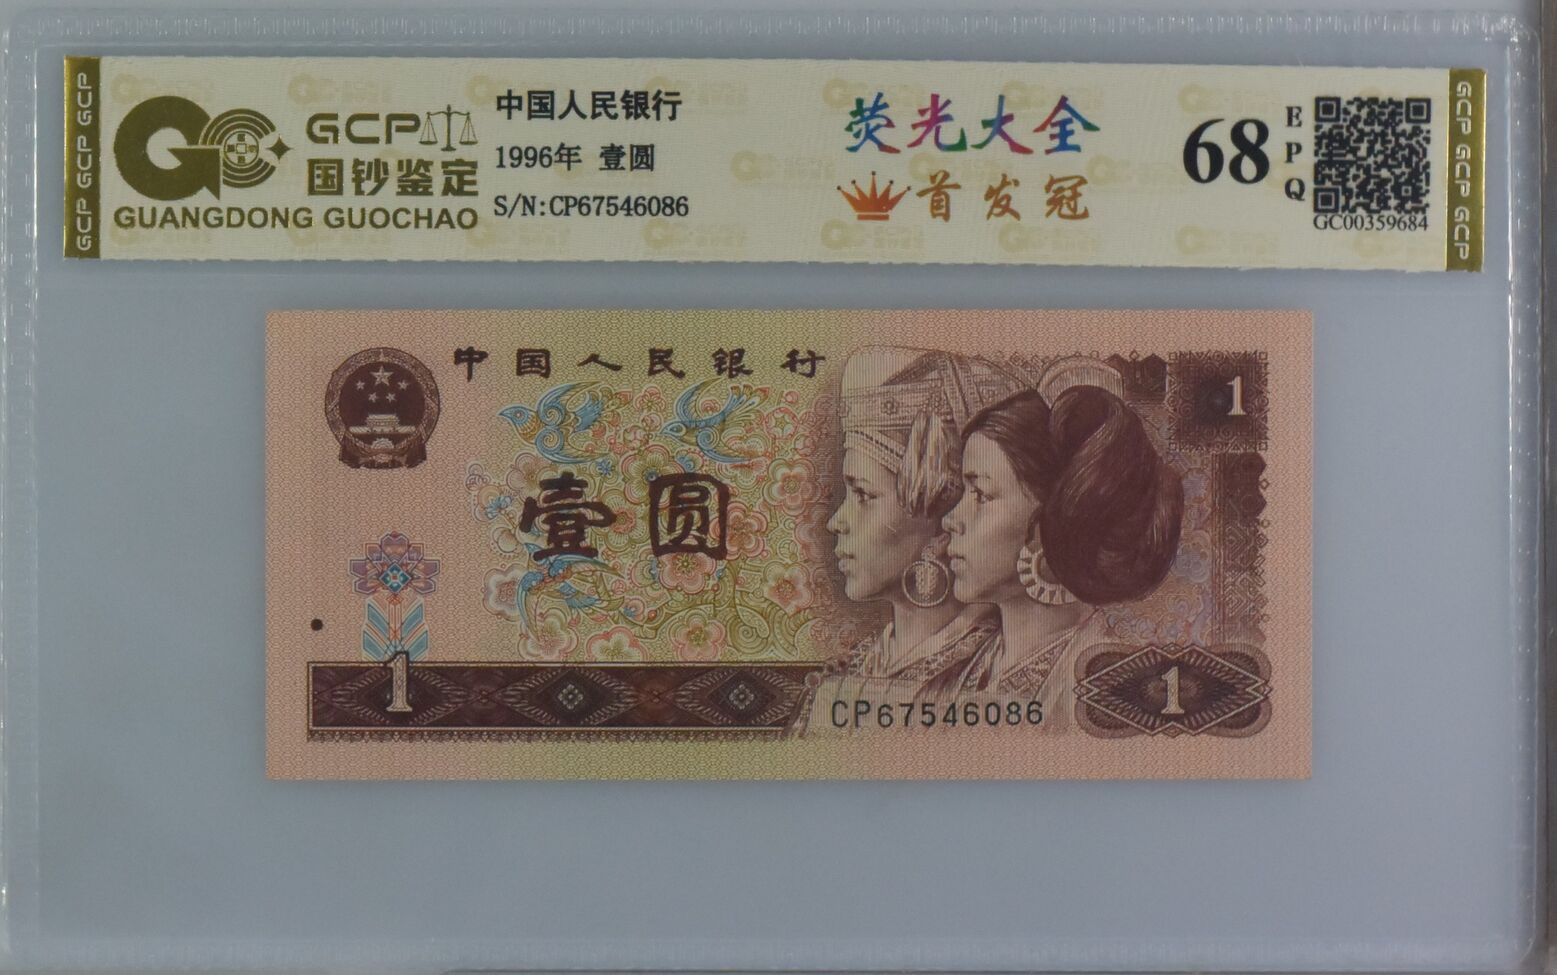 GCP GCP GCP
GCP
国钞鉴定
GUANGDONG GUOCHAO
中国人民银行
1996年 壹圆
S/N:CP67546086
荧光大全
首发冠
68
EPQ
GC00359684
GCP GCP GCP
中国人民银行
1
壹圆
1
CP67546086
1